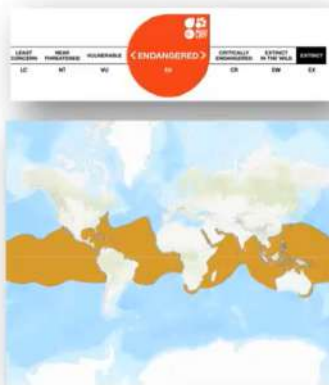 LEAST CONCERN
NEAR THREATENED
VULNERABLE
<ENDANGERED>
CRITICALLY ENDANGERED
EXTINCT IN THE WILD
EXTINCT
LC
NT
VU
EN
CR
EW
EX